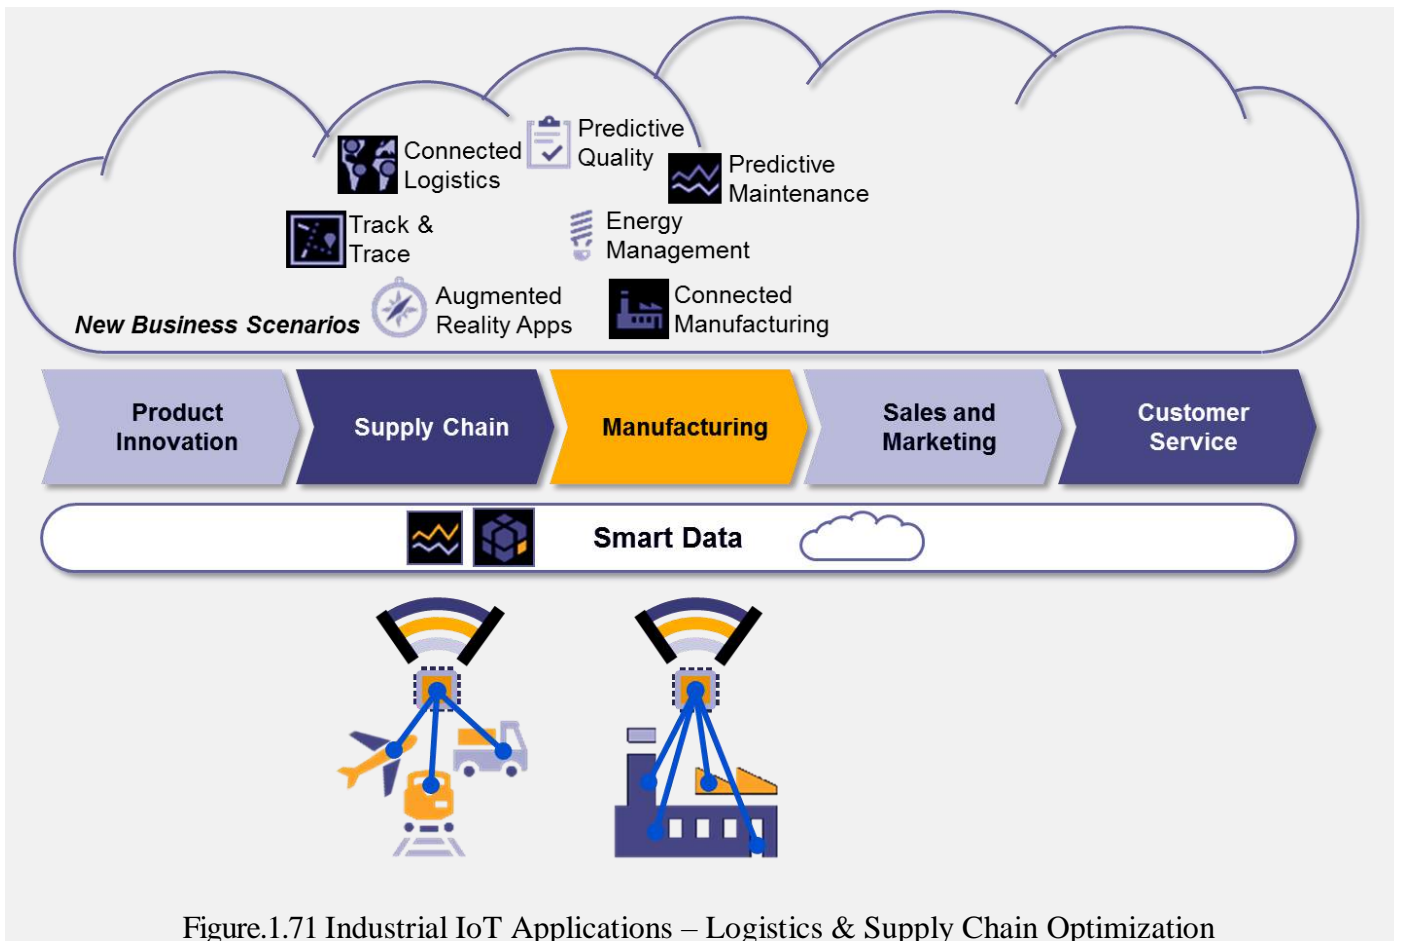 Connected
Logistics
Predictive
Quality
Predictive
Maintenance
Track &
Trace
Energy
Management
New Business Scenarios
Augmented
Reality Apps
Connected
Manufacturing
Product
Innovation
Supply Chain
Manufacturing
Sales and
Marketing
Customer
Service
Smart Data
Figure.1.71 Industrial IoT Applications – Logistics & Supply Chain Optimization